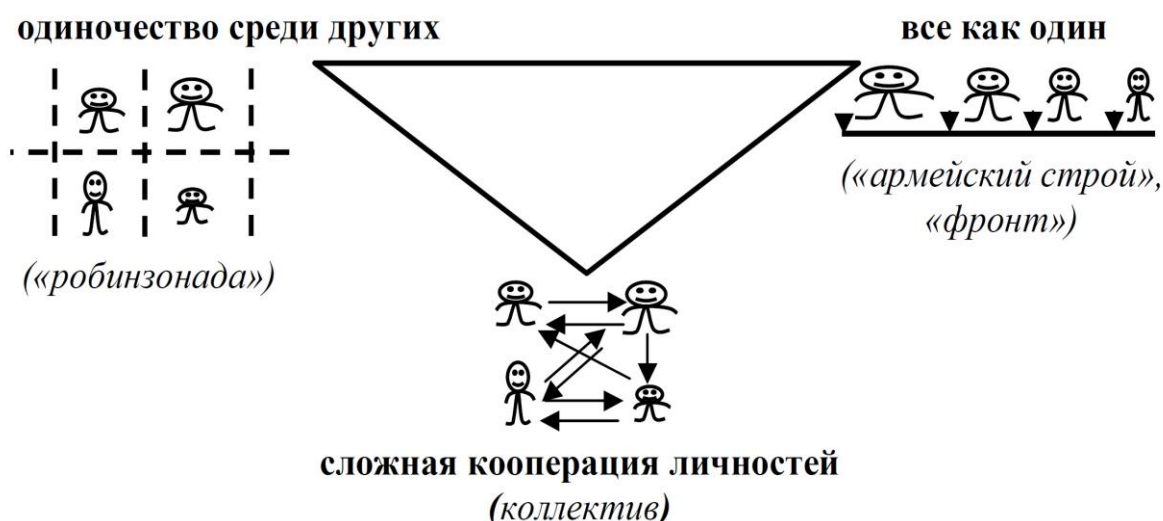 одиночество среди других
все как один
(«робинзонада»)
(«армейский строй»,
«фронт»)
сложная кооперация личностей
(коллектив)